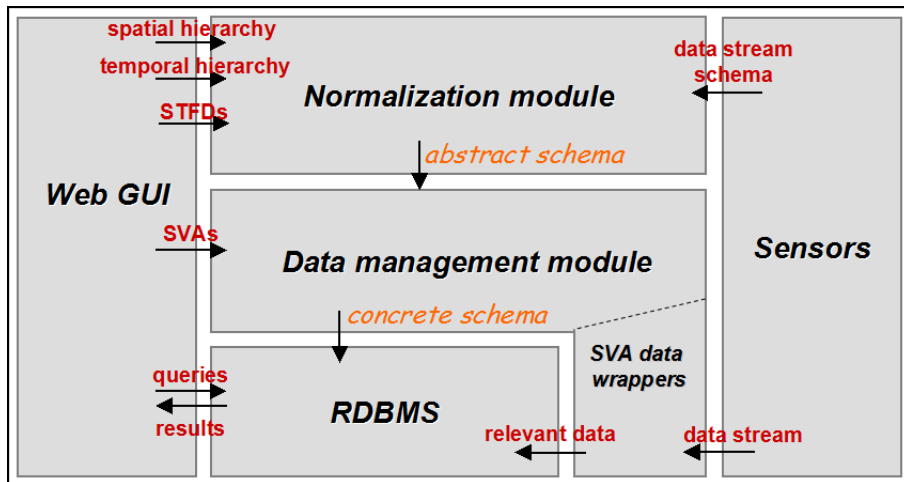 spatial hierarchy
temporal hierarchy
STFDs
data stream
schema
Normalization module
abstract schema
Web GUI
SVAs
Data management module
Sensors
concrete schema
SVA data
wrappers
queries
results
RDBMS
relevant data
data stream